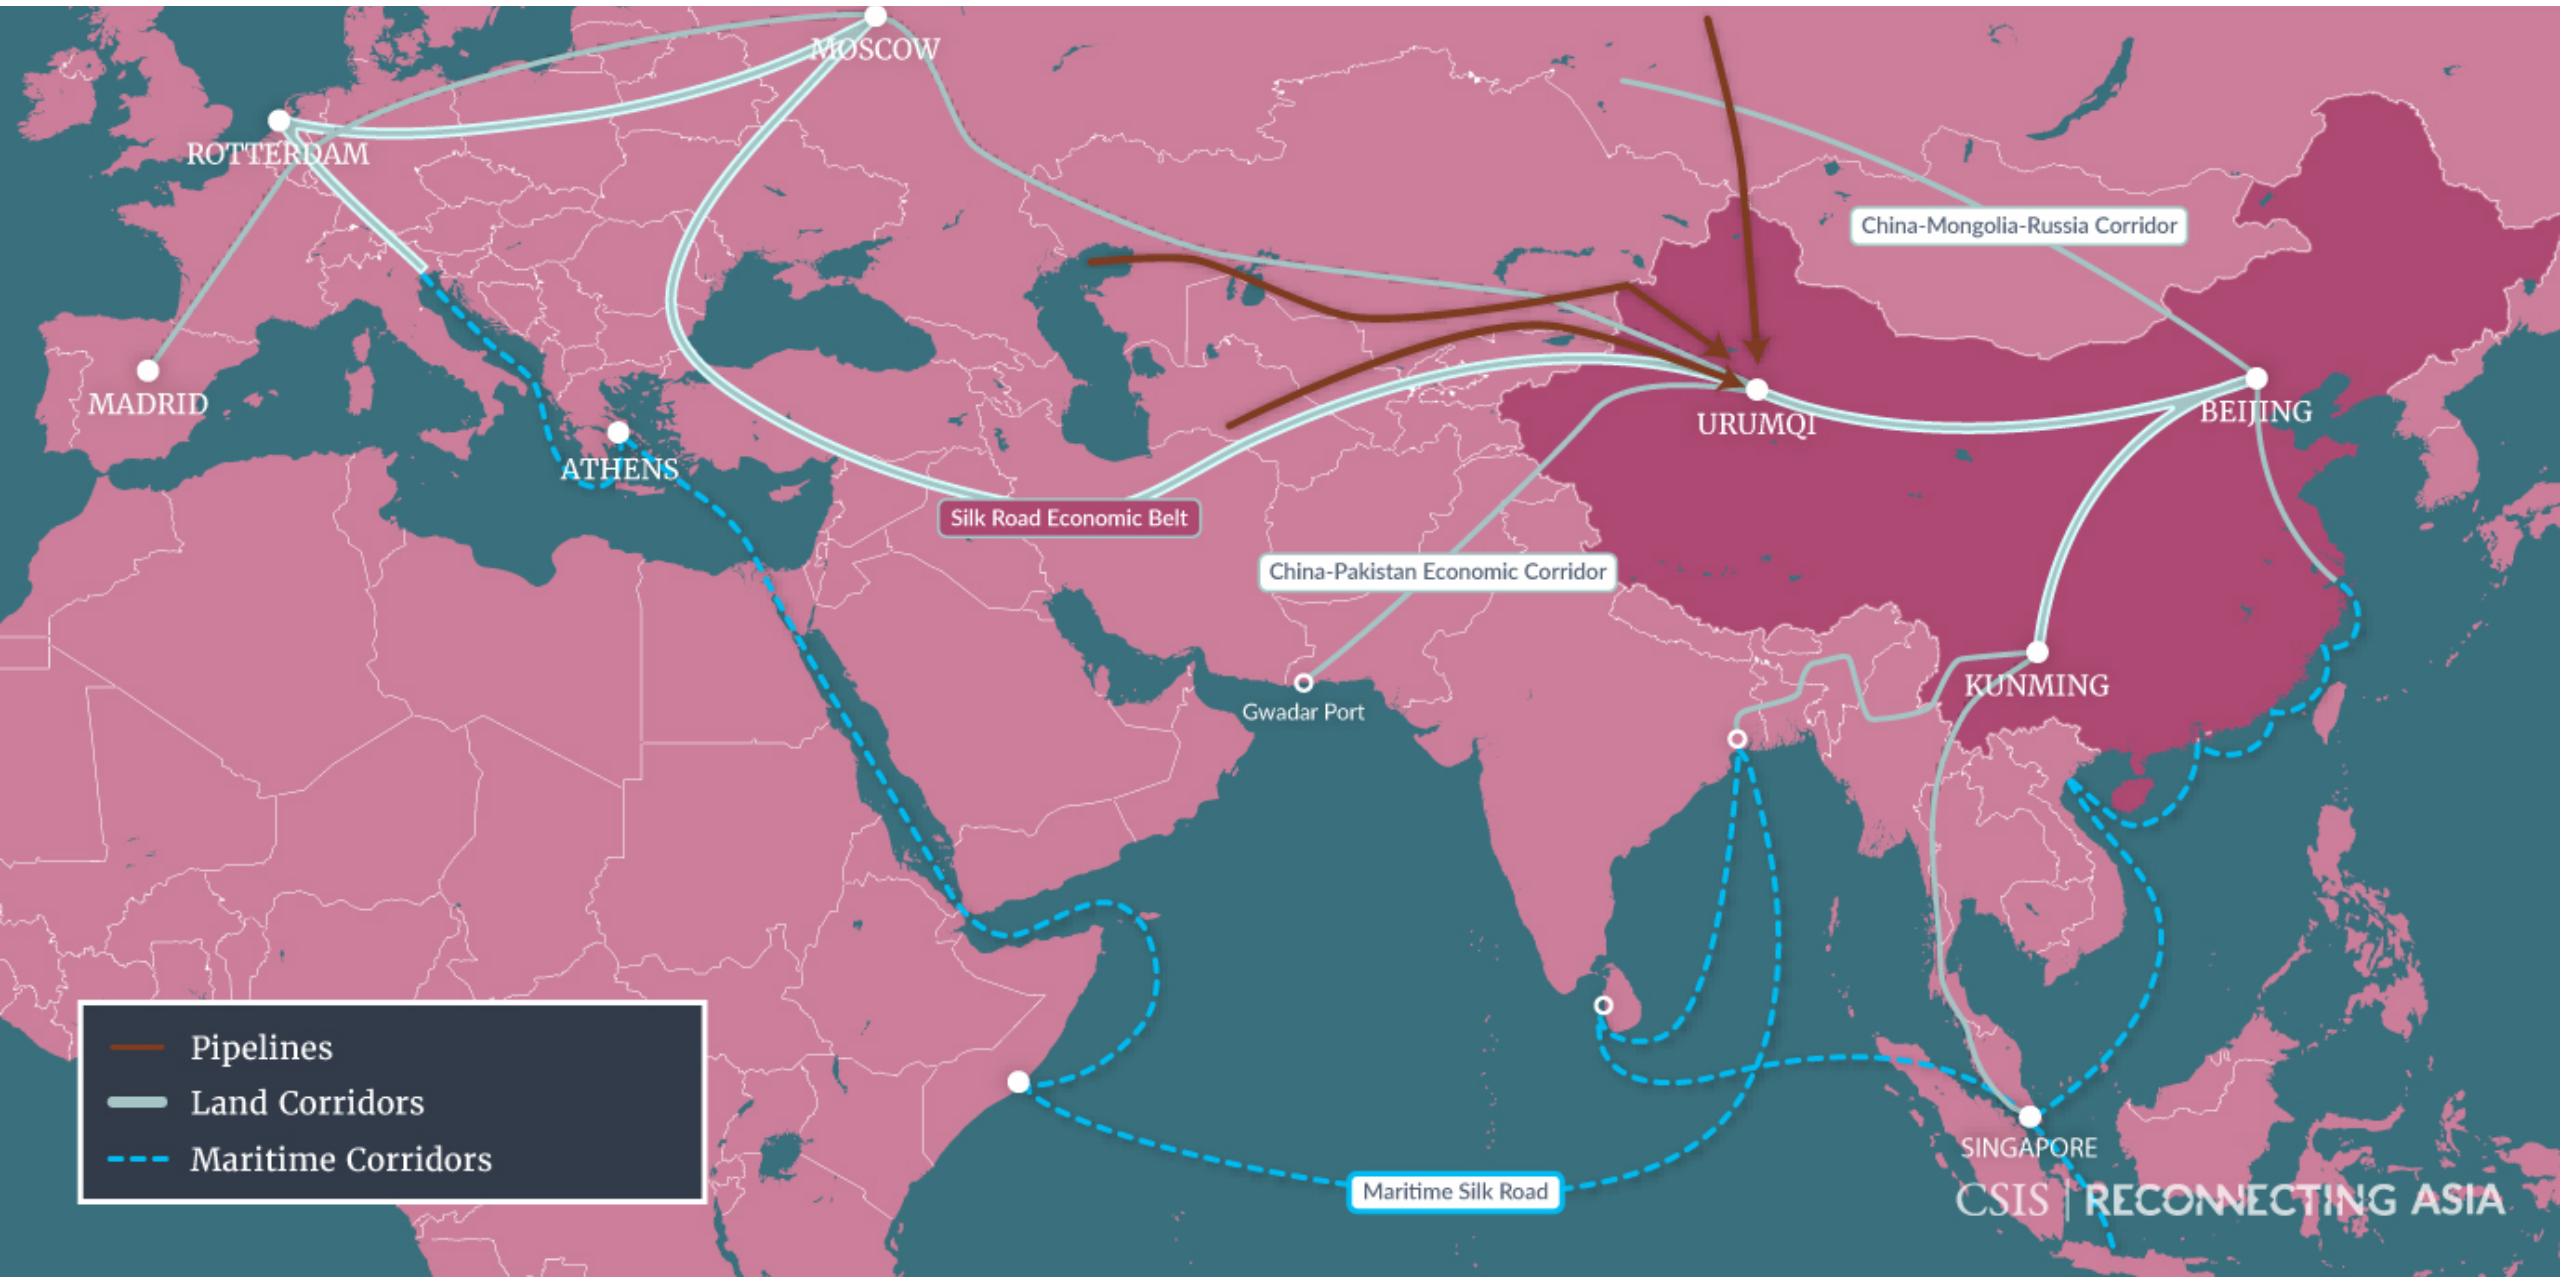 MOSCOW
ROTTERDAM
China-Mongolia-Russia Corridor
MADRID
URUMQI
BEIJING
ATHENS
Silk Road Economic Belt
China-Pakistan Economic Corridor
KUNMING
Gwadar Port
Pipelines
Land Corridors
Maritime Corridors
SINGAPORE
Maritime Silk Road
CSIS | RECONNECTING ASIA